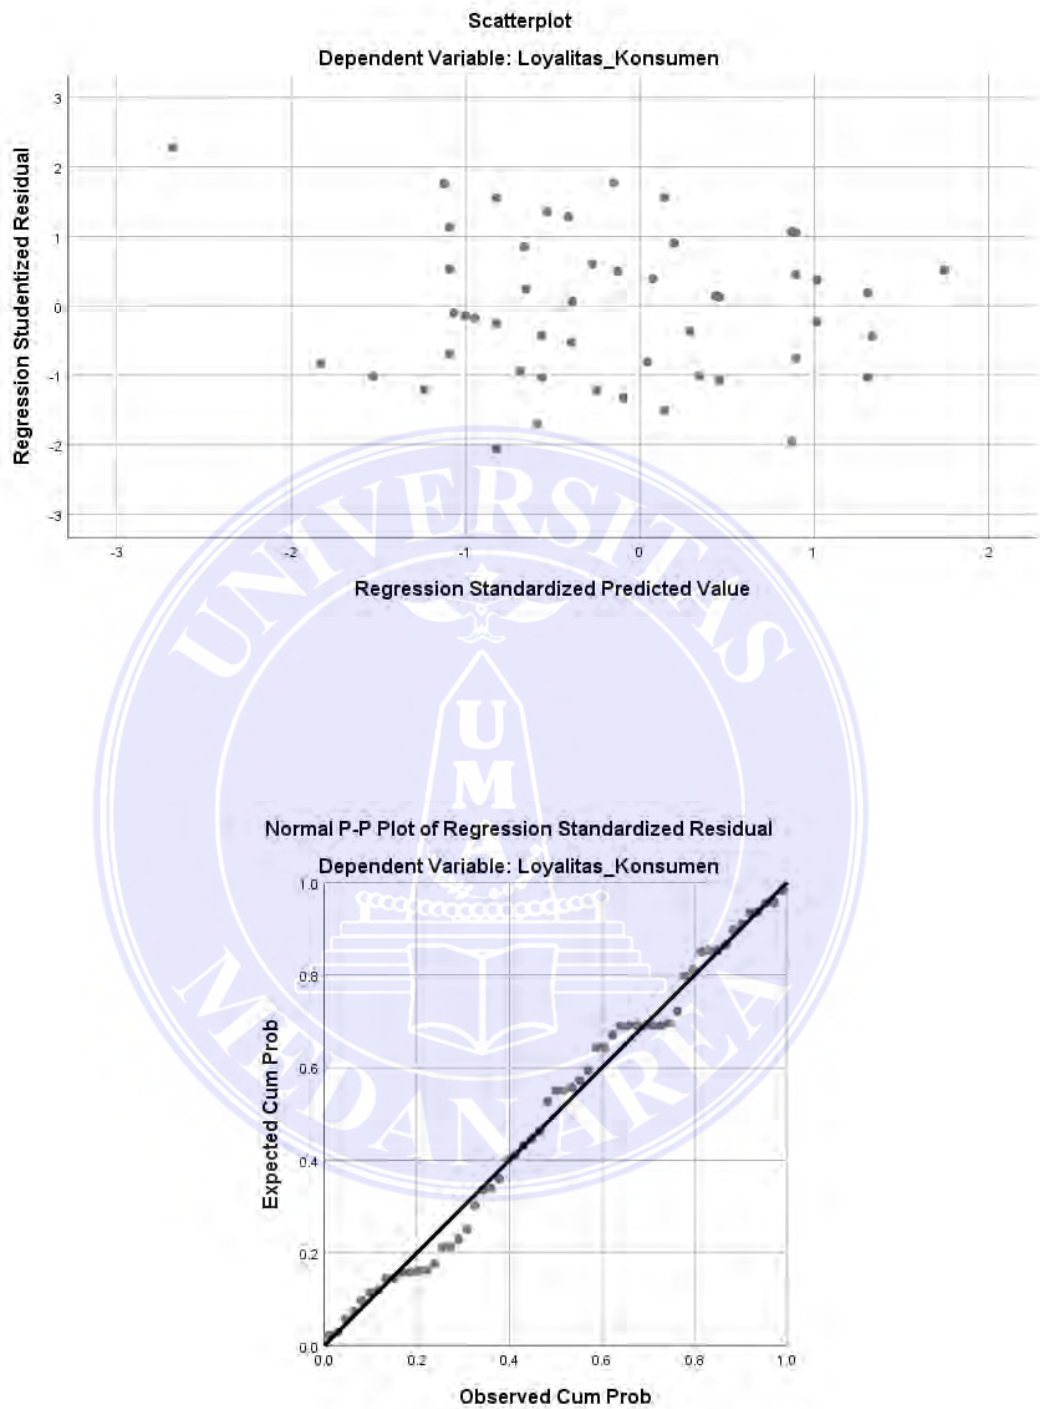 Scatterplot
Dependent Variable: Loyalitas_Konsumen
Regression Studentized Residual
3
2
1
0
-1
-2
-3
-3
-2
-1
0
1
2
Regression Standardized Predicted Value
UNIVERSITAS
UMA
MEDAN AREA
Normal P-P Plot of Regression Standardized Residual
Dependent Variable: Loyalitas_Konsumen
Expected Cum Prob
1.0
0.8
0.6
0.4
0.2
0.0
0.0
0.2
0.4
0.6
0.8
1.0
Observed Cum Prob